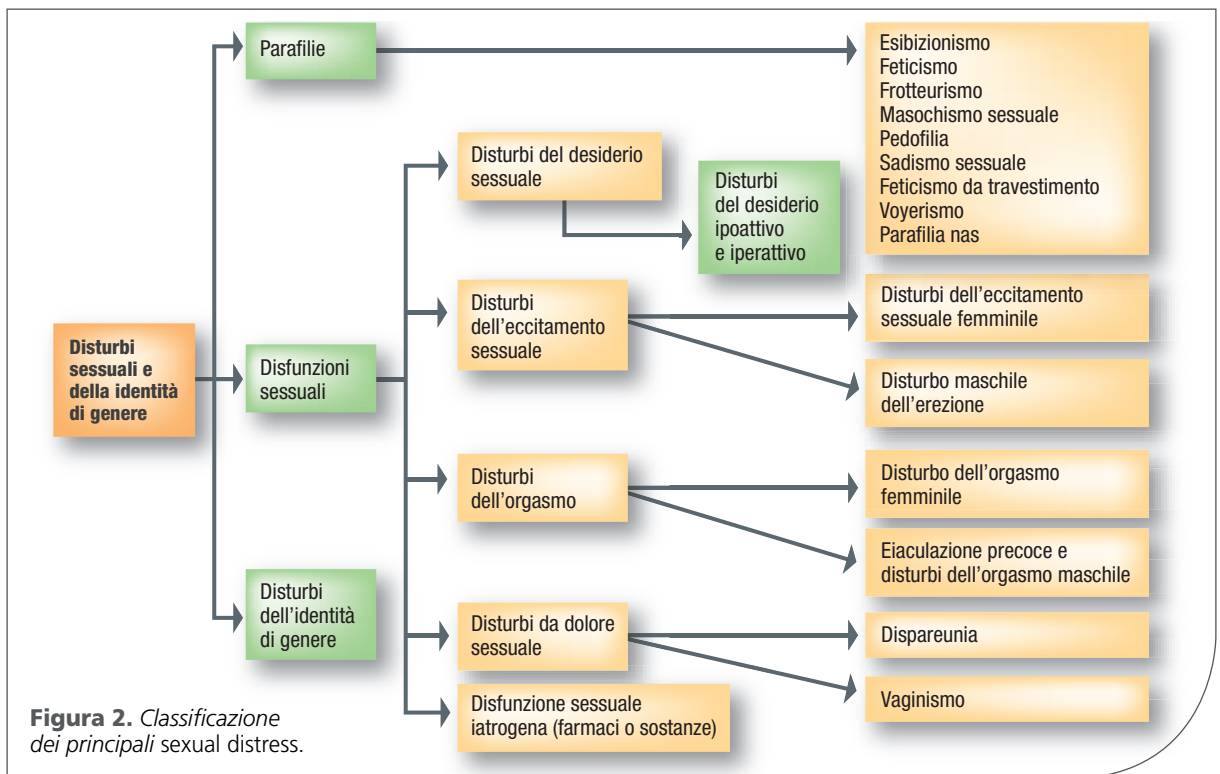 Parafilie
Esibizionismo
Feticismo
Frotteurismo
Masochismo sessuale
Pedofilia
Sadismo sessuale
Feticismo da travestimento
Voyerismo
Parafilia nas
Disturbi del desiderio
sessuale
Disturbi
del desiderio
ipoattivo
e iperattivo
Disturbi
sessuali e
della identità
di genere
Disfunzioni
sessuali
Disturbi
dell'eccitamento
sessuale
Disturbi dell'eccitamento
sessuale femminile
Disturbo maschile
dell'erezione
Disturbi
dell'orgasmo
Disturbo dell'orgasmo
femminile
Eiaculazione precoce e
disturbi dell'orgasmo maschile
Disturbi
dell'identità
di genere
Disturbi da dolore
sessuale
Dispareunia
Vaginismo
Disfunzione sessuale
iatrogena (farmaci o sostanze)
Figura 2. Classificazione
dei principali sexual distress.